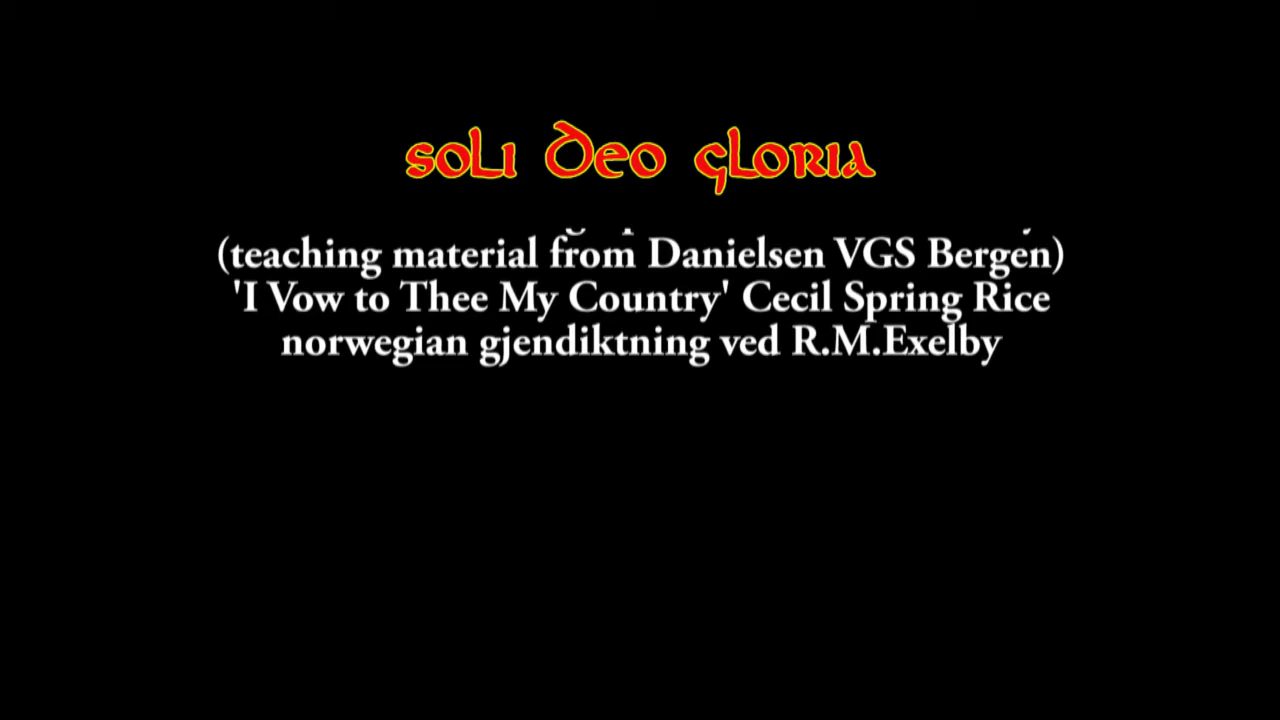 soli deo gloria
(teaching material from Danielsen VGS Bergen)
'I Vow to Thee My Country' Cecil Spring Rice
norwegian gjendiktning ved R.M.Exelby